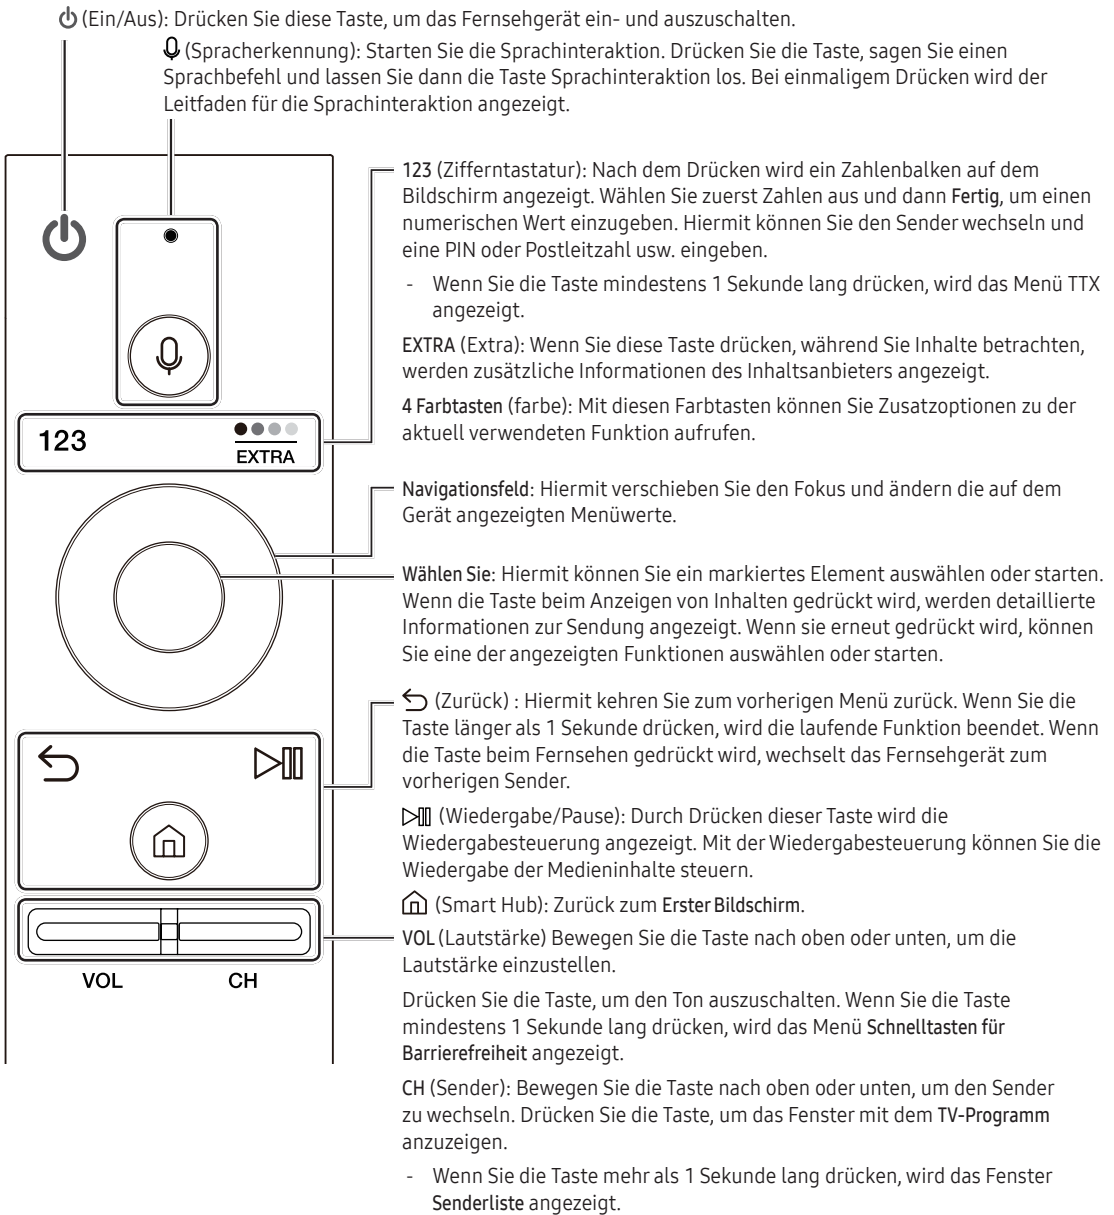 (Ein/Aus): Drücken Sie diese Taste, um das Fernsehgerät ein- und auszuschalten.
(Spracherkennung): Starten Sie die Sprachinteraktion. Drücken Sie die Taste, sagen Sie einen
Sprachbefehl und lassen Sie dann die Taste Sprachinteraktion los. Bei einmaligem Drücken wird der
Leitfaden für die Sprachinteraktion angezeigt.
123 (Zifferntastatur): Nach dem Drücken wird ein Zahlenbalken auf dem
Bildschirm angezeigt. Wählen Sie zuerst Zahlen aus und dann Fertig, um einen
numerischen Wert einzugeben. Hiermit können Sie den Sender wechseln und
eine PIN oder Postleitzahl usw. eingeben.
- Wenn Sie die Taste mindestens 1 Sekunde lang drücken, wird das Menü TTX
angezeigt.
EXTRA (Extra): Wenn Sie diese Taste drücken, während Sie Inhalte betrachten,
werden zusätzliche Informationen des Inhaltsanbieters angezeigt.
4 Farbtasten (farbe): Mit diesen Farbtasten können Sie Zusatzoptionen zu der
aktuell verwendeten Funktion aufrufen.
123
EXTRA
Navigationsfeld: Hiermit verschieben Sie den Fokus und ändern die auf dem
Gerät angezeigten Menüwerte.
Wählen Sie: Hiermit können Sie ein markiertes Element auswählen oder starten.
Wenn die Taste beim Anzeigen von Inhalten gedrückt wird, werden detaillierte
Informationen zur Sendung angezeigt. Wenn sie erneut gedrückt wird, können
Sie eine der angezeigten Funktionen auswählen oder starten.
(Zurück) : Hiermit kehren Sie zum vorherigen Menü zurück. Wenn Sie die
Taste länger als 1 Sekunde drücken, wird die laufende Funktion beendet. Wenn
die Taste beim Fernsehen gedrückt wird, wechselt das Fernsehgerät zum
vorherigen Sender.
(Wiedergabe/Pause): Durch Drücken dieser Taste wird die
Wiedergabesteuerung angezeigt. Mit der Wiedergabesteuerung können Sie die
Wiedergabe der Medieninhalte steuern.
(Smart Hub): Zurück zum Erster Bildschirm.
VOL (Lautstärke) Bewegen Sie die Taste nach oben oder unten, um die
Lautstärke einzustellen.
VOL
CH
Drücken Sie die Taste, um den Ton auszuschalten. Wenn Sie die Taste
mindestens 1 Sekunde lang drücken, wird das Menü Schnelltasten für
Barrierefreiheit angezeigt.
CH (Sender): Bewegen Sie die Taste nach oben oder unten, um den Sender
zu wechseln. Drücken Sie die Taste, um das Fenster mit dem TV-Programm
anzuzeigen.
- Wenn Sie die Taste mehr als 1 Sekunde lang drücken, wird das Fenster
Senderliste angezeigt.